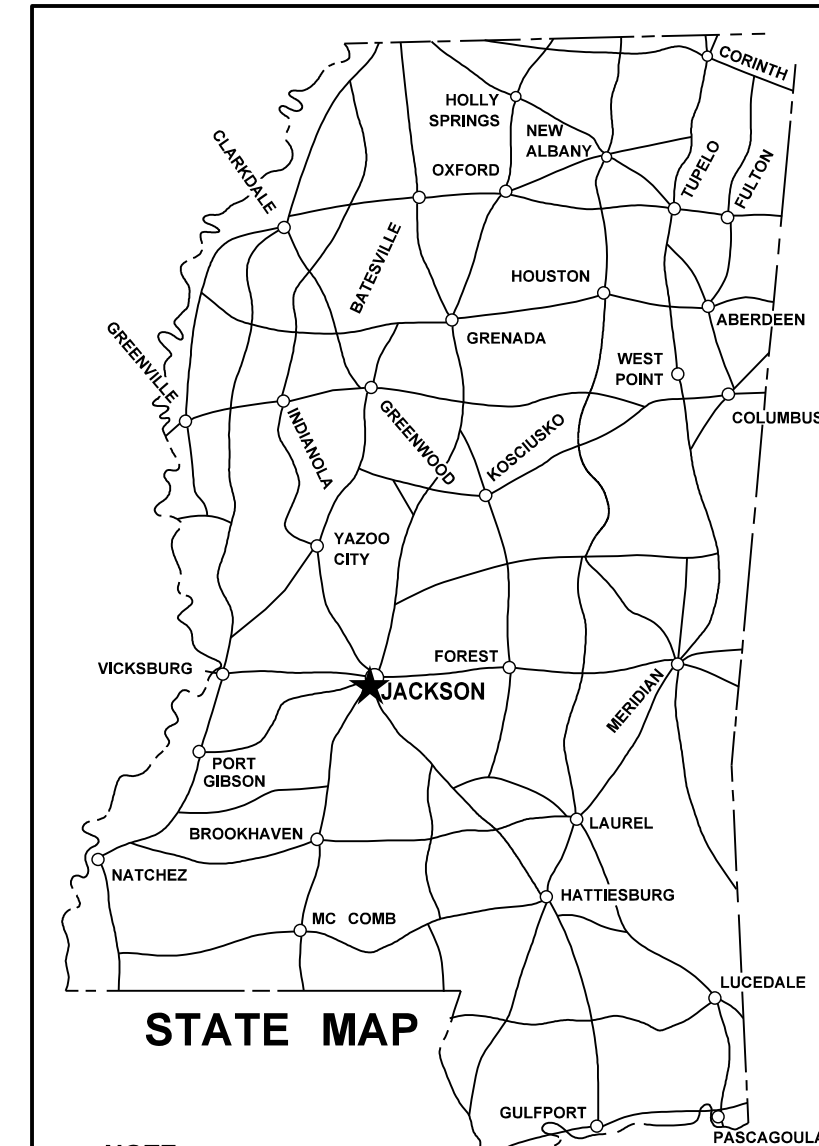 CORINTH
HOLLY
SPRINGS
NEW
ALBANY
CLARKDALE
OXFORD
TUPELO
FULTON
BATESVILLE
HOUSTON
ABERDEEN
GRENADA
GREENVILLE
WEST
POINT
COLUMBUS
INDIANOLA
GREENWOOD
KOSCIUSKO
YAZOO
CITY
VICKSBURG
FOREST
JACKSON
MERIDIAN
PORT
GIBSON
BROOKHAVEN
LAUREL
NATCHEZ
HATTIESBURG
MC COMB
LUCEDALE
STATE MAP
GULFPORT
PASCAGOULA